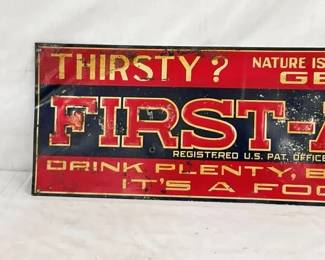 THIRSTY? NATURE IS
GE
FIRST-A
REGISTERED U.S. PAT. OFFICE
DRINK PLENTY, B
IT'S A FOO